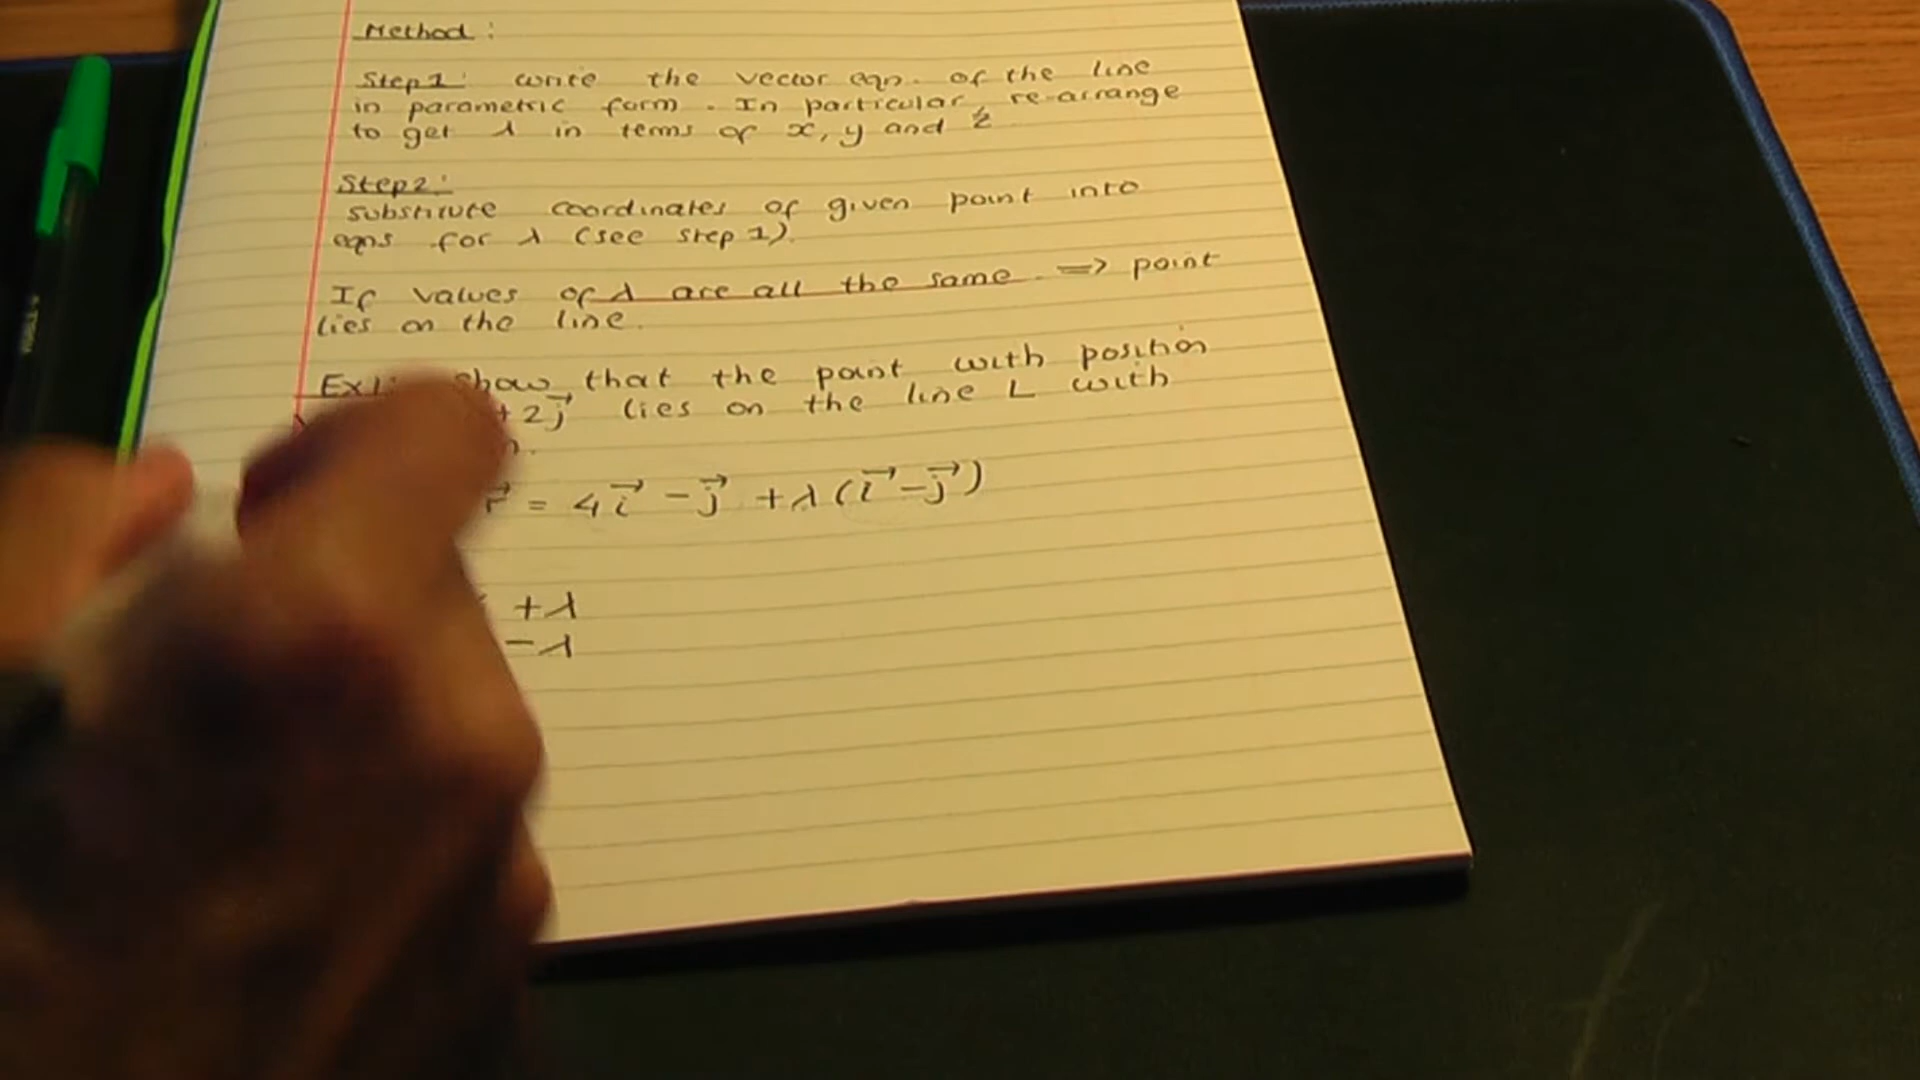 Method :
Step 1: write the vector eqn. of the line
in parametric form. In particular, re-arrange
to get λ in terms of x, y and z
Step 2:
substitute coordinates of given point into
eqns for λ (see step 1).
If values of λ are all the same. => point
lies on the line.
Ex1: Show that the point with position
+ 2j⃗ lies on the line L with
r⃗ = 4i⃗ - j⃗ + λ(i⃗ - j⃗)
+λ
-λ